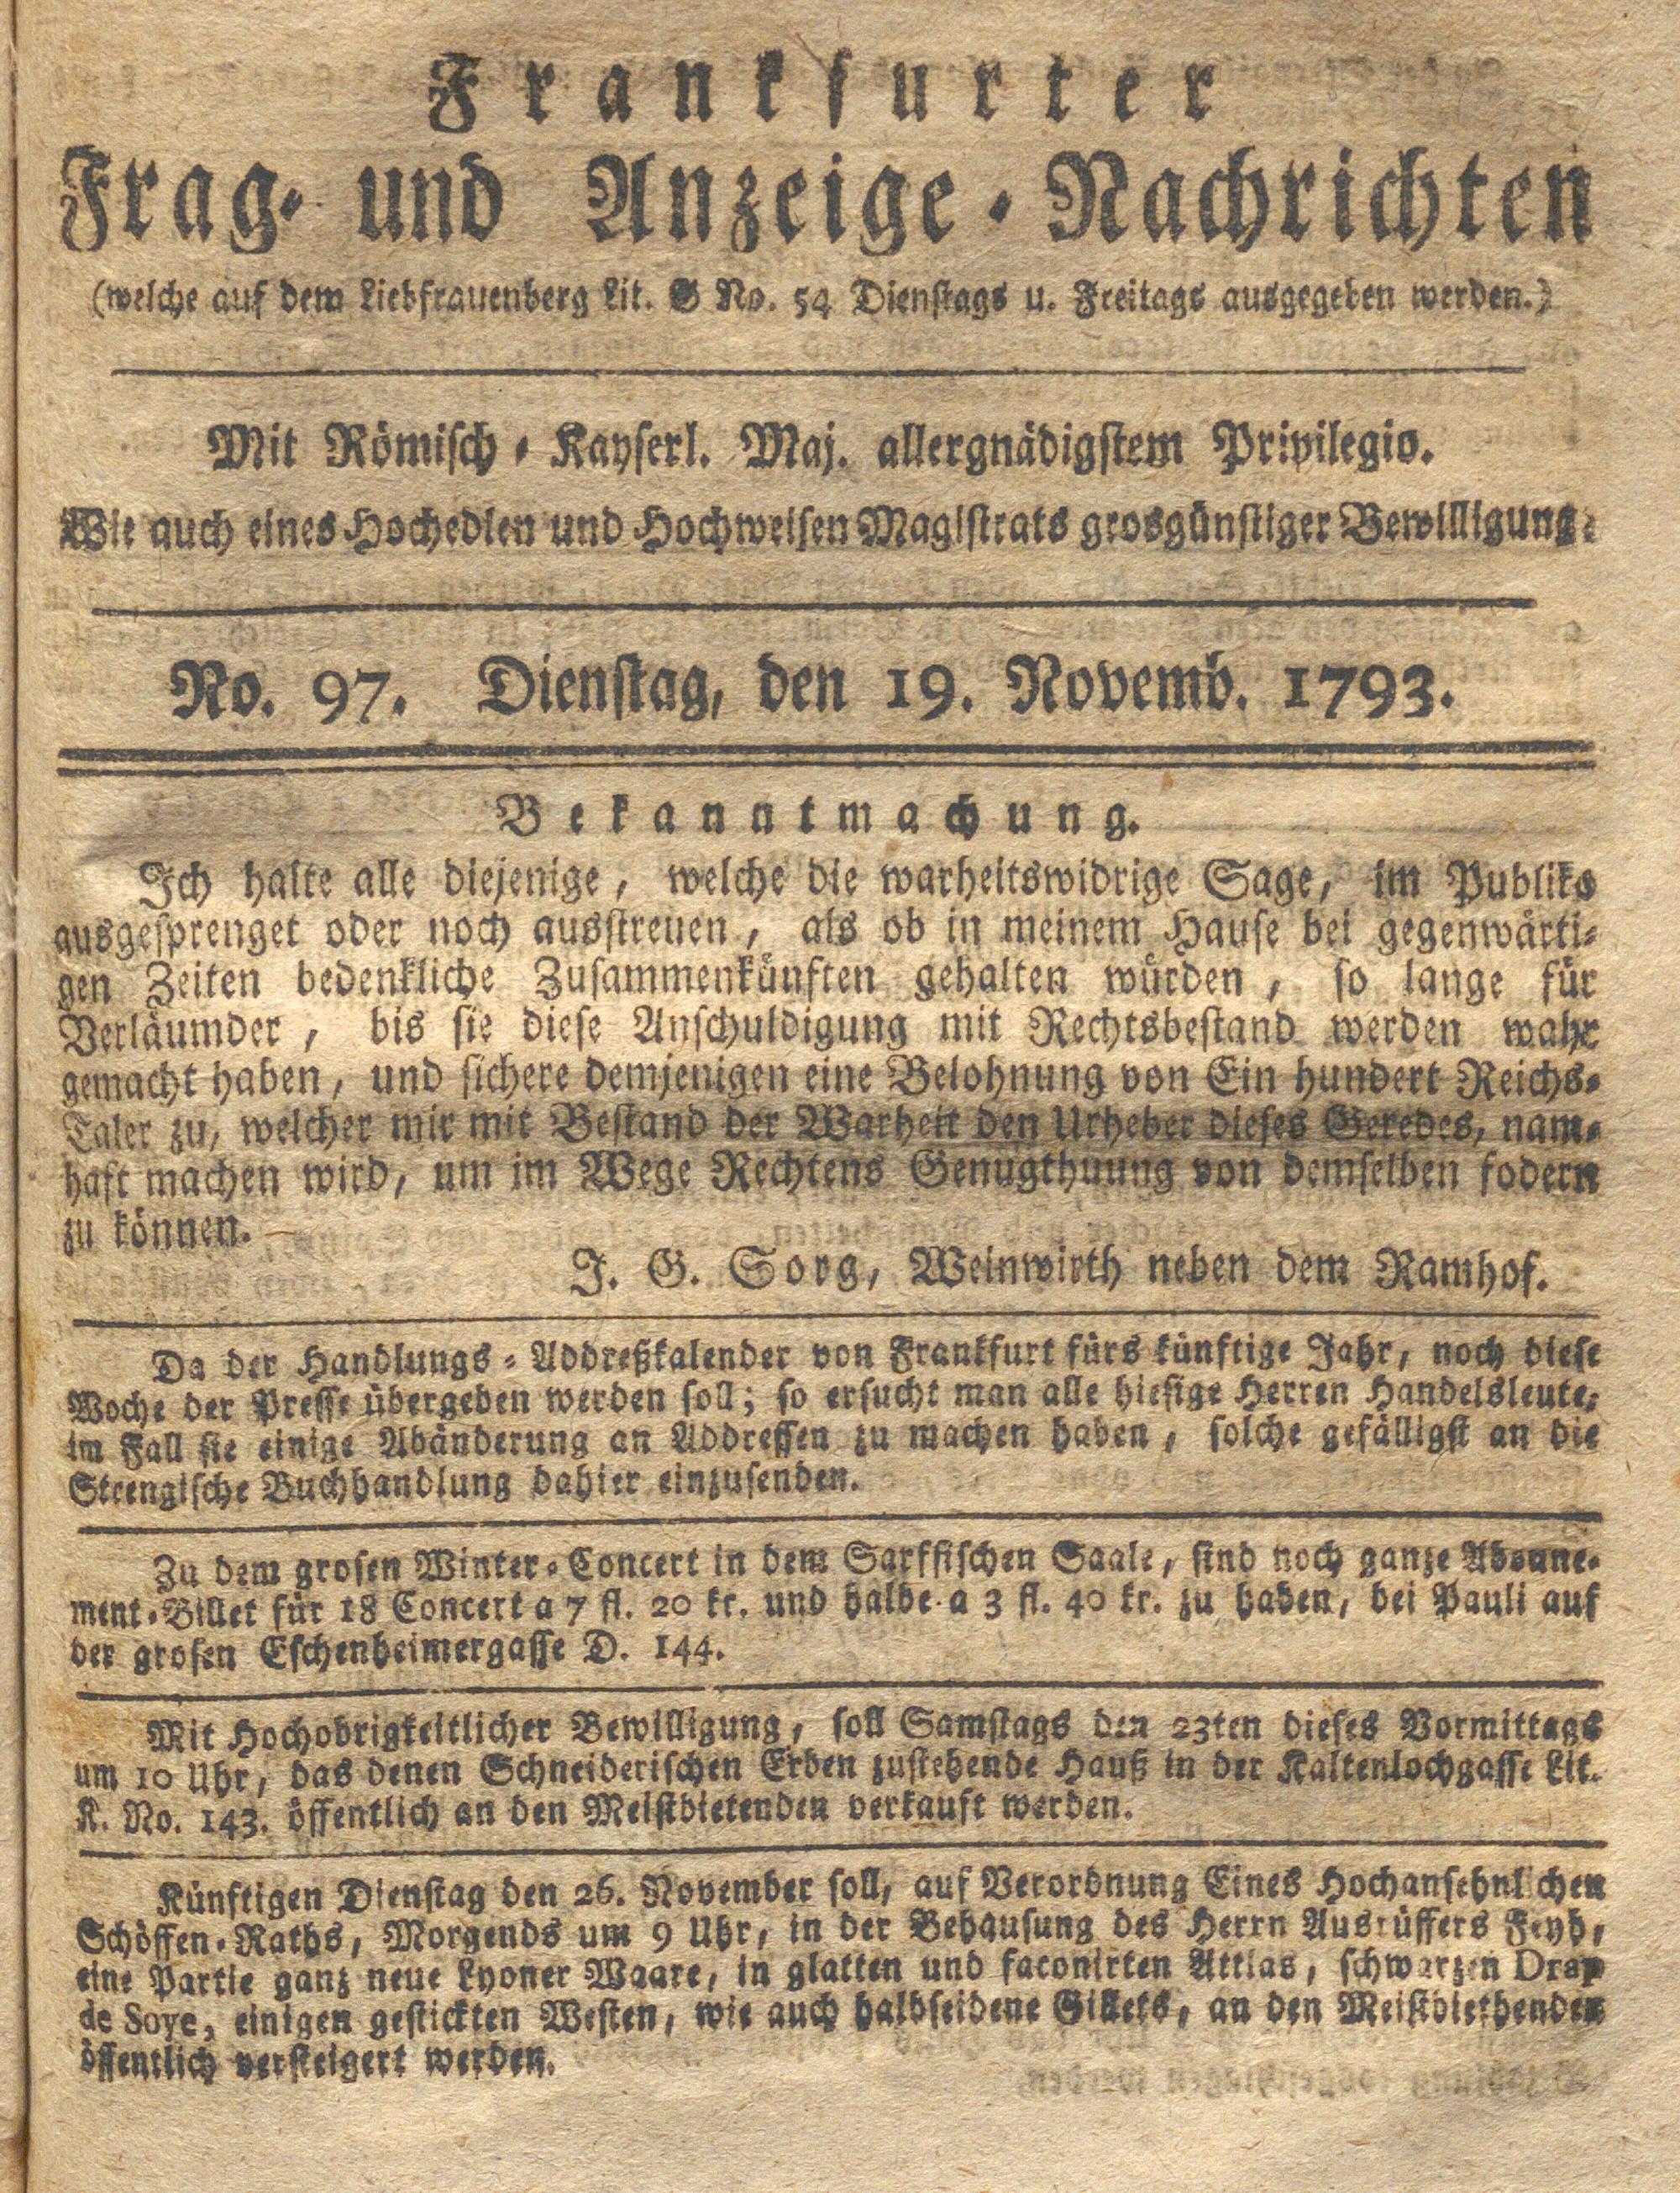 Frankfurter
Frag- und Anzeige-Nachrichten
(welche auf dem Liebfrauenberg Lit. G No. 54 Dienstags u. Freitags ausgegeben werden.)
Mit Römisch-Kayserl. Maj. allergnädigstem Privilegio.
Wie auch eines Hochedlen und Hochweisen Magistrats grosgünstiger Bewilligung.
No. 97. Dienstag, den 19. Novemb. 1793.
Bekanntmachung.
Ich halte alle diejenige, welche die warheitswidrige Sage, im Publiko
ausgesprenget oder noch ausstreuen, als ob in meinem Hause bei gegenwärti-
gen Zeiten bedenkliche Zusammenkünften gehalten würden, so lange für
Verläumder, bis sie diese Anschuldigung mit Rechtsbestand werden wahr
gemacht haben, und sichere demjenigen eine Belohnung von Ein hundert Reichs-
Taler zu, welcher mir mit Bestand der Warheit den Urheber dieses Geredes, nam-
haft machen wird, um im Wege Rechtens Genugthuung von demselben fodern
zu können.
J. G. Sorg, Weinwirth neben dem Ramhof.
Da der Handlungs-Addreßkalender von Frankfurt fürs künftige Jahr, noch diese
Woche der Presse übergeben werden soll; so ersucht man alle hiesige Herren Handelsleute,
im Fall sie einige Abänderung an Addressen zu machen haben, solche gefälligst an die
Strengische Buchhandlung dahier einzusenden.
Zu dem grosen Winter-Concert in dem Sarffischen Saale, sind noch ganze Abonne-
ment-Billet für 18 Concert a 7 fl. 20 kr. und halbe a 3 fl. 40 kr. zu haben, bei Pauli auf
der grosen Eschenheimergasse D. 144.
Mit Hochobrigkeitlicher Bewilligung, soll Samstags den 23ten dieses Vormittags
um 10 Uhr, das denen Schneiderischen Erben zustehende Hauß in der Kaltenlochgasse Lit.
K. No. 143. öffentlich an den Meistbietenden verkauft werden.
Künftigen Dienstag den 26. November soll, auf Verordnung Eines Hochansehnlichen
Schöffen-Raths, Morgends um 9 Uhr, in der Behausung des Herrn Ausrüffers Feyh,
eine Partie ganz neue Lyoner Waare, in glatten und faconirten Attlas, schwarzen Drap
de Soye, einigen gestickten Westen, wie auch halbseidene Gillets, an den Meistbiethenden
öffentlich versteigert werden.